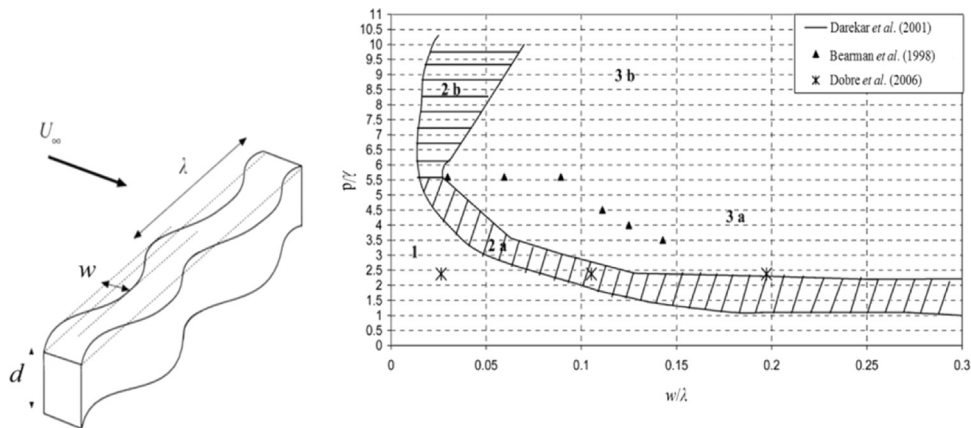 U∞
λ
w
d
λ/d
11
10.5
10
9.5
9
8.5
8
7.5
7
6.5
6
5.5
5
4.5
4
3.5
3
2.5
2
1.5
1
0.5
0
Darekar et al. (2001)
Bearman et al. (1998)
Dobre et al. (2006)
3 b
2 b
3 a
2 a
1
0 0.05 0.1 0.15 0.2 0.25 0.3
w/λ